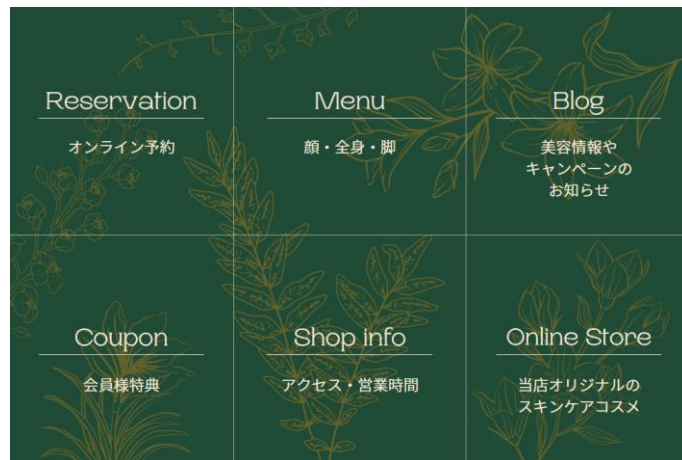 Reservation
オンライン予約
Menu
顔・全身・脚
Blog
美容情報や
キャンペーンの
お知らせ
Coupon
会員様特典
Shop info
アクセス・営業時間
Online Store
当店オリジナルの
スキンケアコスメ